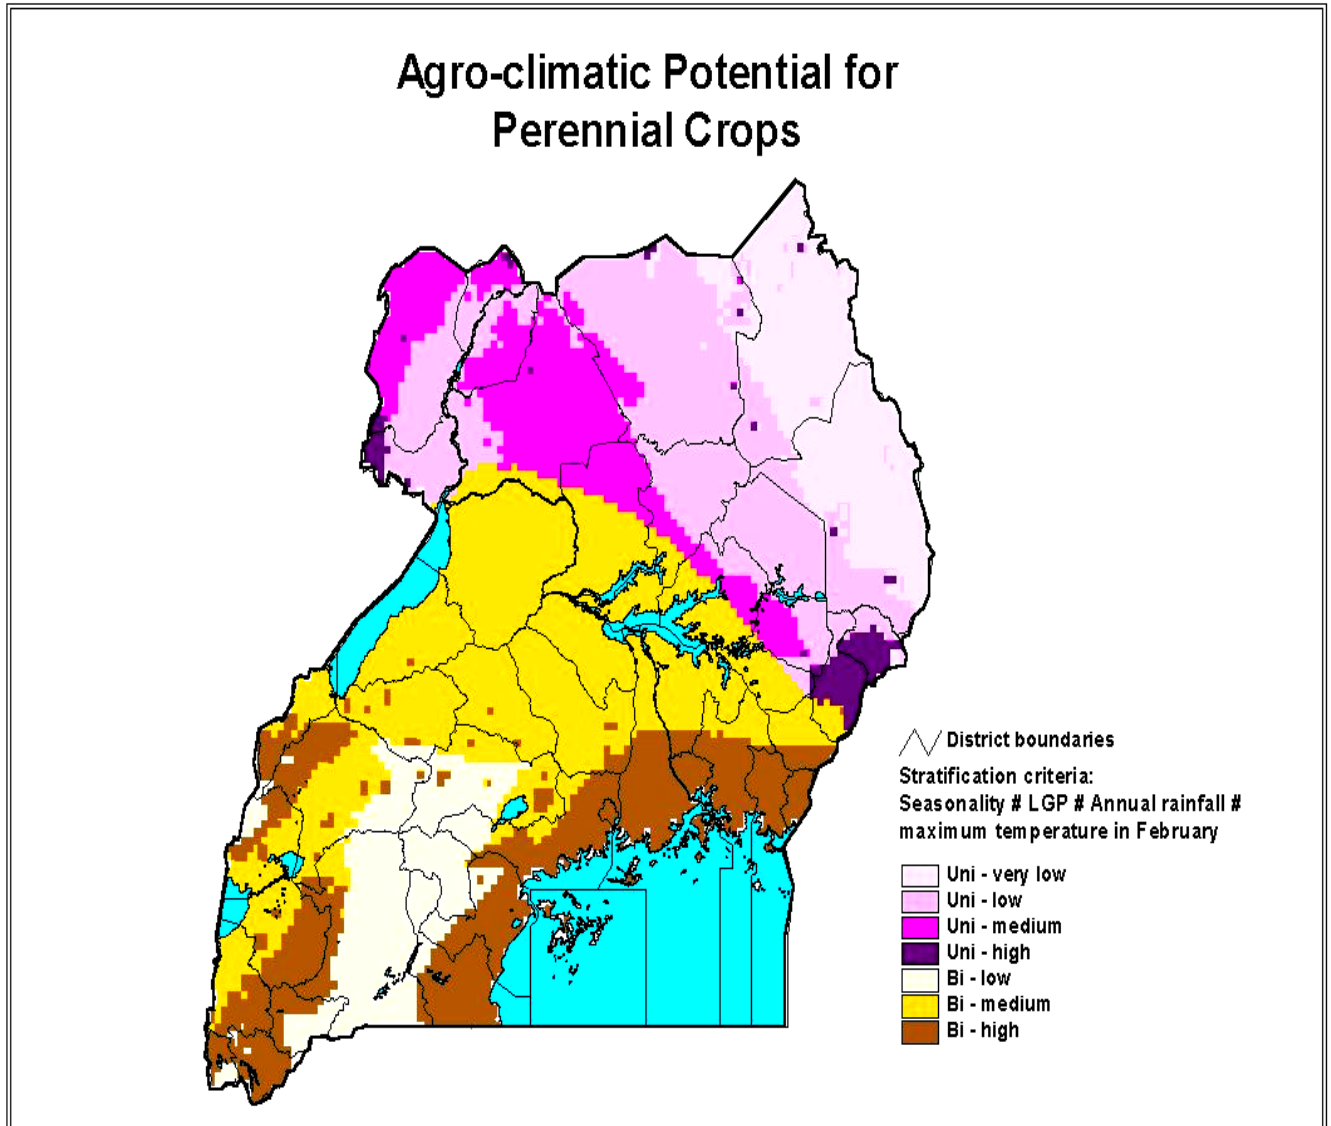 Agro-climatic Potential for
Perennial Crops
District boundaries
Stratification criteria:
Seasonality # LGP # Annual rainfall #
maximum temperature in February
Uni - very low
Uni - low
Uni - medium
Uni - high
Bi - low
Bi - medium
Bi - high